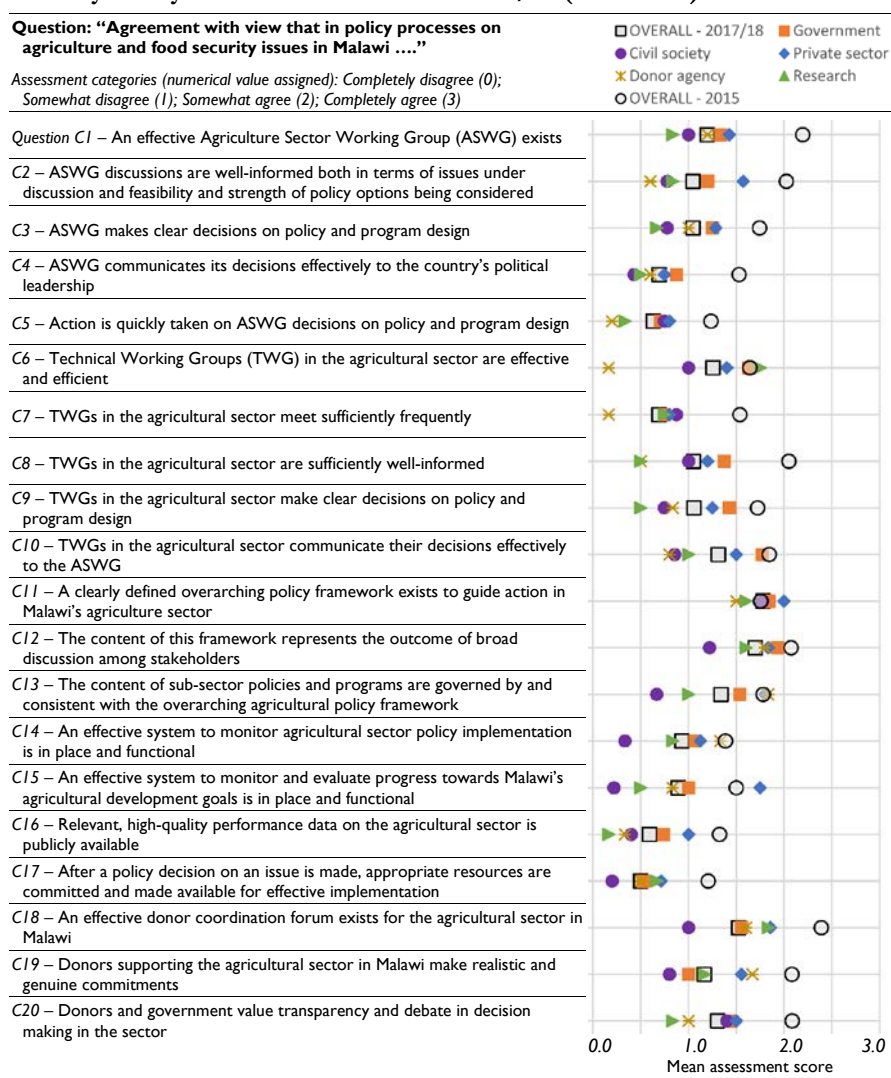 Question: “Agreement with view that in policy processes on
agriculture and food security issues in Malawi ….”
Assessment categories (numerical value assigned): Completely disagree (0);
Somewhat disagree (1); Somewhat agree (2); Completely agree (3)
OVERALL - 2017/18
Government
Civil society
Private sector
Donor agency
Research
OVERALL - 2015
Question C1 – An effective Agriculture Sector Working Group (ASWG) exists
C2 – ASWG discussions are well-informed both in terms of issues under
discussion and feasibility and strength of policy options being considered
C3 – ASWG makes clear decisions on policy and program design
C4 – ASWG communicates its decisions effectively to the country’s political
leadership
C5 – Action is quickly taken on ASWG decisions on policy and program design
C6 – Technical Working Groups (TWG) in the agricultural sector are effective
and efficient
C7 – TWGs in the agricultural sector meet sufficiently frequently
C8 – TWGs in the agricultural sector are sufficiently well-informed
C9 – TWGs in the agricultural sector make clear decisions on policy and
program design
C10 – TWGs in the agricultural sector communicate their decisions effectively
to the ASWG
C11 – A clearly defined overarching policy framework exists to guide action in
Malawi’s agriculture sector
C12 – The content of this framework represents the outcome of broad
discussion among stakeholders
C13 – The content of sub-sector policies and programs are governed by and
consistent with the overarching agricultural policy framework
C14 – An effective system to monitor agricultural sector policy implementation
is in place and functional
C15 – An effective system to monitor and evaluate progress towards Malawi’s
agricultural development goals is in place and functional
C16 – Relevant, high-quality performance data on the agricultural sector is
publicly available
C17 – After a policy decision on an issue is made, appropriate resources are
committed and made available for effective implementation
C18 – An effective donor coordination forum exists for the agricultural sector in
Malawi
C19 – Donors supporting the agricultural sector in Malawi make realistic and
genuine commitments
C20 – Donors and government value transparency and debate in decision
making in the sector
0.0 1.0 2.0 3.0
Mean assessment score